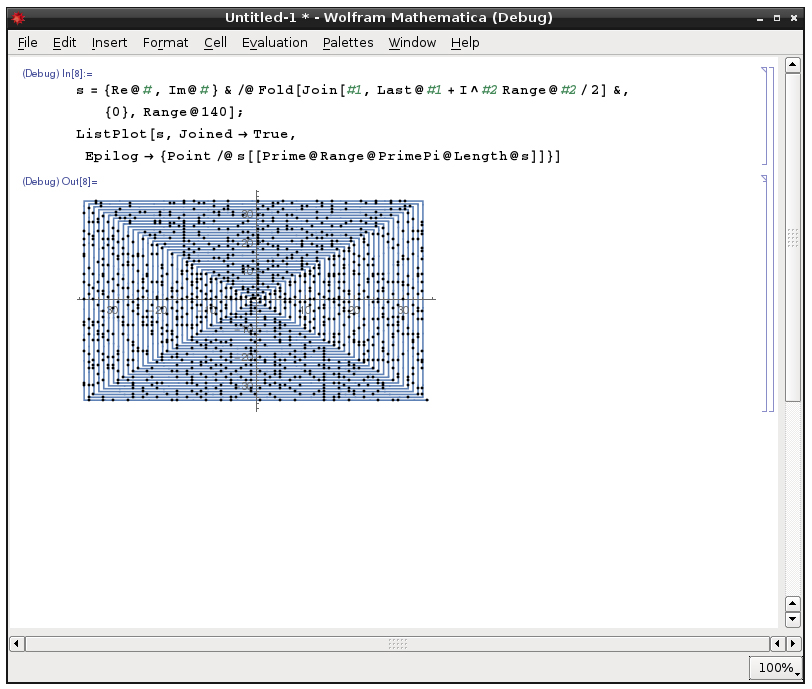 Untitled-1 * - Wolfram Mathematica (Debug)
File Edit Insert Format Cell Evaluation Palettes Window Help
(Debug) In[8]:=
s = {Re@#, Im@#} & /@ Fold[Join[#1, Last@#1 + I^#2 Range@#2/2] &,
{0}, Range@140];
ListPlot[s, Joined → True,
Epilog → {Point /@ s[[Prime@Range@PrimePi@Length@s]]}]
(Debug) Out[8]=
100%